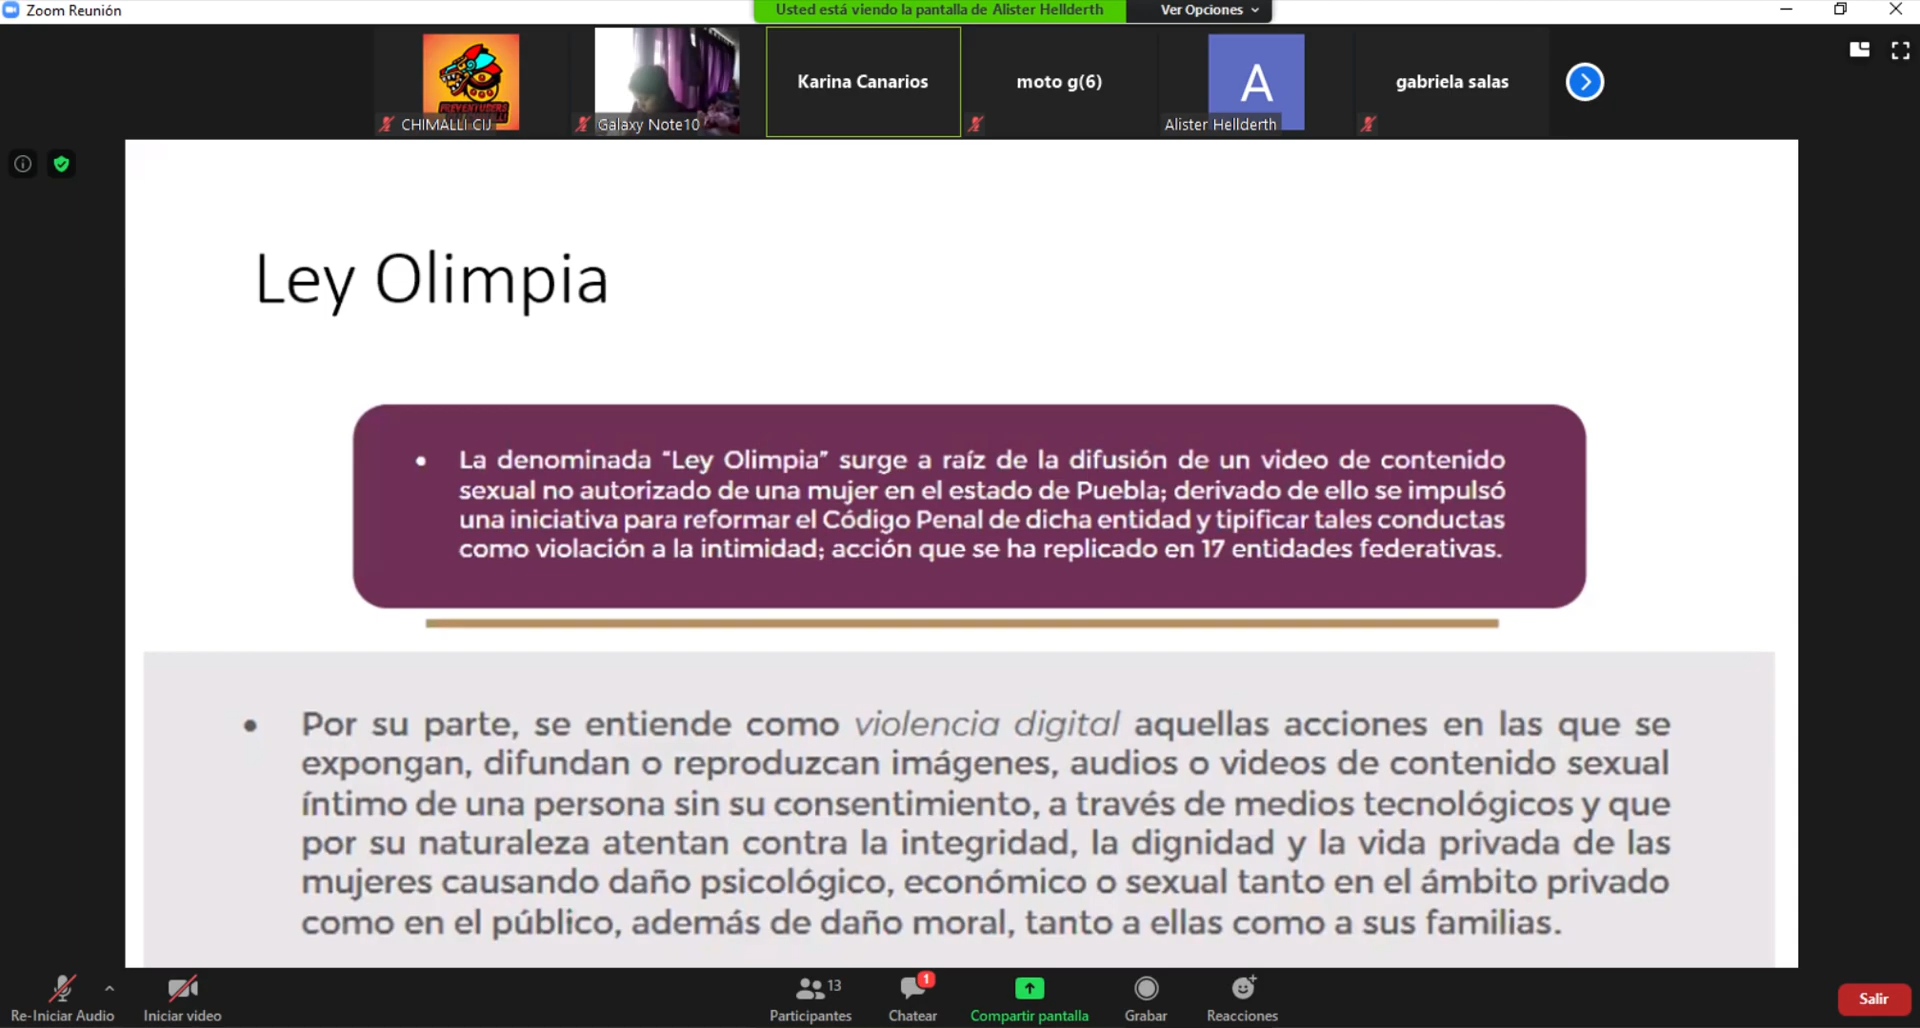 Zoom Reunión
Usted está viendo la pantalla de Alister Hellderth
Ver Opciones
CHIMALLI CIJ
Galaxy Note10
Karina Canarios
moto g(6)
A
Alister Hellderth
gabriela salas
Ley Olimpia
• La denominada “Ley Olimpia” surge a raíz de la difusión de un video de contenido
sexual no autorizado de una mujer en el estado de Puebla; derivado de ello se impulsó
una iniciativa para reformar el Código Penal de dicha entidad y tipificar tales conductas
como violación a la intimidad; acción que se ha replicado en 17 entidades federativas.
• Por su parte, se entiende como violencia digital aquellas acciones en las que se
expongan, difundan o reproduzcan imágenes, audios o videos de contenido sexual
íntimo de una persona sin su consentimiento, a través de medios tecnológicos y que
por su naturaleza atentan contra la integridad, la dignidad y la vida privada de las
mujeres causando daño psicológico, económico o sexual tanto en el ámbito privado
como en el público, además de daño moral, tanto a ellas como a sus familias.
Re-Iniciar Audio
Iniciar video
13
Participantes
1
Chatear
Compartir pantalla
Grabar
Reacciones
Salir